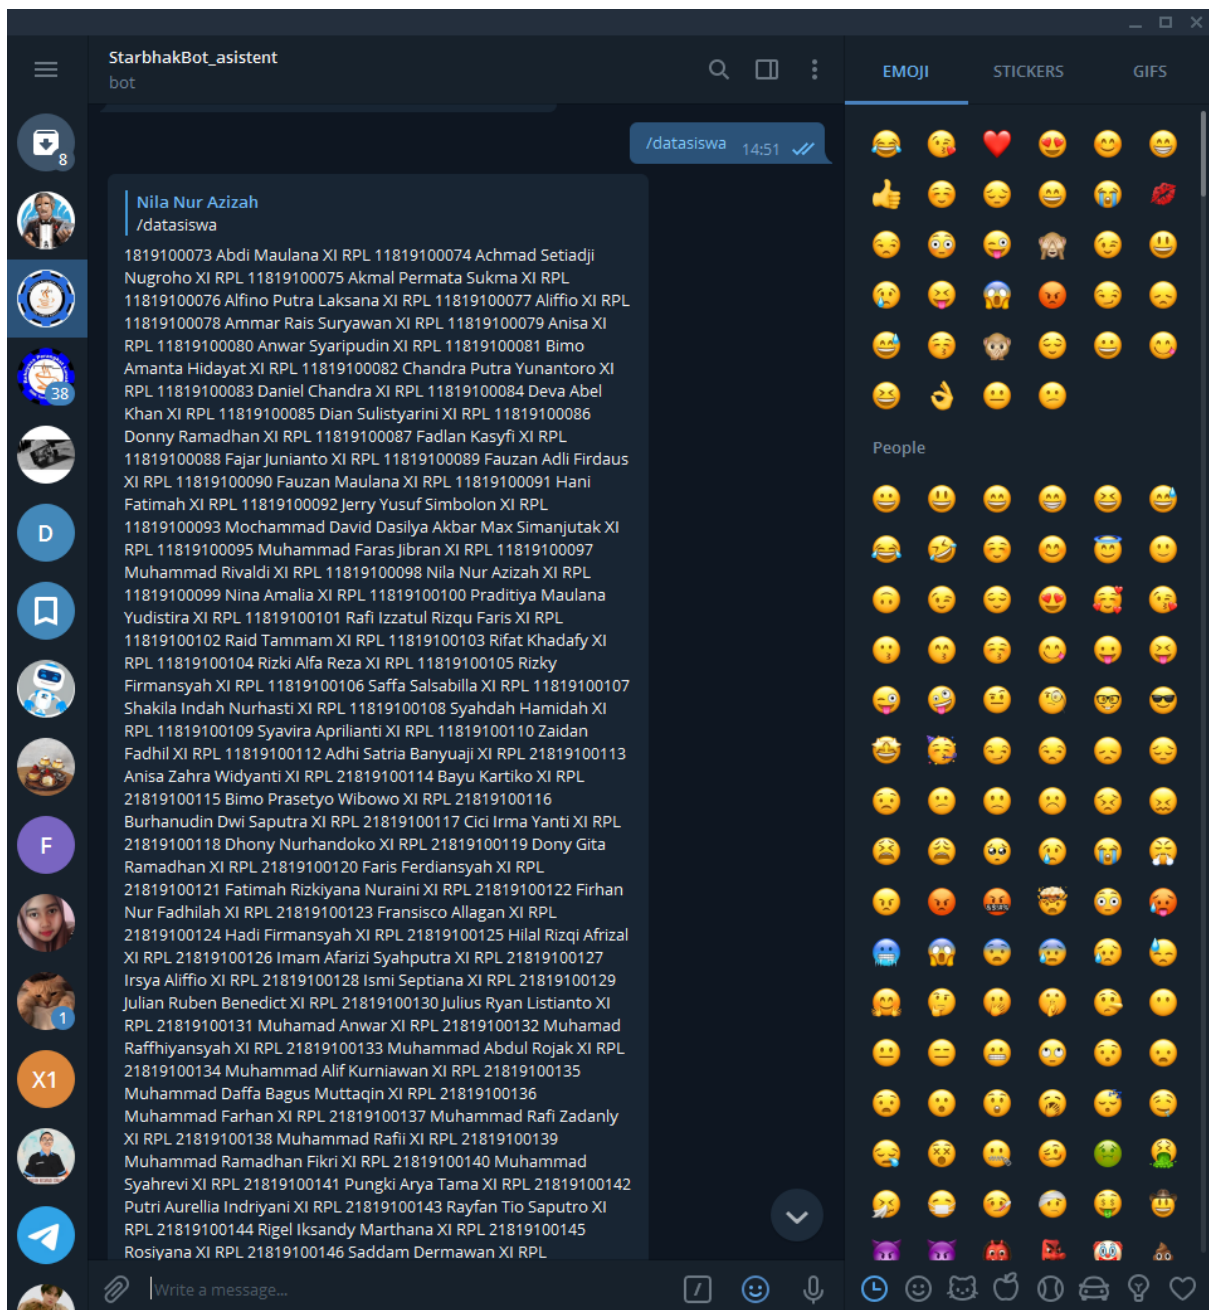 StarbhakBot_asistent
bot
EMOJI
STICKERS
GIFS
8
/datasiswa 14:51
Nila Nur Azizah
/datasiswa
1819100073 Abdi Maulana XI RPL 11819100074 Achmad Setiadji
Nugroho XI RPL 11819100075 Akmal Permata Sukma XI RPL
11819100076 Alfino Putra Laksana XI RPL 11819100077 Aliffio XI RPL
11819100078 Ammar Rais Suryawan XI RPL 11819100079 Anisa XI
RPL 11819100080 Anwar Syaripudin XI RPL 11819100081 Bimo
Amanta Hidayat XI RPL 11819100082 Chandra Putra Yunantoro XI
RPL 11819100083 Daniel Chandra XI RPL 11819100084 Deva Abel
Khan XI RPL 11819100085 Dian Sulistyarini XI RPL 11819100086
Donny Ramadhan XI RPL 11819100087 Fadlan Kasyfi XI RPL
11819100088 Fajar Junianto XI RPL 11819100089 Fauzan Adli Firdaus
XI RPL 11819100090 Fauzan Maulana XI RPL 11819100091 Hani
Fatimah XI RPL 11819100092 Jerry Yusuf Simbolon XI RPL
11819100093 Mochammad David Dasilya Akbar Max Simanjutak XI
RPL 11819100095 Muhammad Faras Jibran XI RPL 11819100097
Muhammad Rivaldi XI RPL 11819100098 Nila Nur Azizah XI RPL
11819100099 Nina Amalia XI RPL 11819100100 Praditiya Maulana
Yudistira XI RPL 11819100101 Rafi Izzatul Rizqu Faris XI RPL
11819100102 Raid Tammam XI RPL 11819100103 Rifat Khadafy XI
RPL 11819100104 Rizki Alfa Reza XI RPL 11819100105 Rizky
Firmansyah XI RPL 11819100106 Saffa Salsabilla XI RPL 11819100107
Shakila Indah Nurhasti XI RPL 11819100108 Syahdah Hamidah XI
RPL 11819100109 Syavira Aprilianti XI RPL 11819100110 Zaidan
Fadhil XI RPL 11819100112 Adhi Satria Banyuaji XI RPL 21819100113
Anisa Zahra Widyanti XI RPL 21819100114 Bayu Kartiko XI RPL
21819100115 Bimo Prasetyo Wibowo XI RPL 21819100116
Burhanudin Dwi Saputra XI RPL 21819100117 Cici Irma Yanti XI RPL
21819100118 Dhony Nurhandoko XI RPL 21819100119 Dony Gita
Ramadhan XI RPL 21819100120 Faris Ferdiansyah XI RPL
21819100121 Fatimah Rizkiyana Nuraini XI RPL 21819100122 Firhan
Nur Fadhilah XI RPL 21819100123 Fransisco Allagan XI RPL
21819100124 Hadi Firmansyah XI RPL 21819100125 Hilal Rizqi Afrizal
XI RPL 21819100126 Imam Afarizi Syahputra XI RPL 21819100127
Irsya Aliffio XI RPL 21819100128 Ismi Septiana XI RPL 21819100129
Julian Ruben Benedict XI RPL 21819100130 Julius Ryan Listianto XI
RPL 21819100131 Muhamad Anwar XI RPL 21819100132 Muhamad
Raffhiyansyah XI RPL 21819100133 Muhammad Abdul Rojak XI RPL
21819100134 Muhammad Alif Kurniawan XI RPL 21819100135
Muhammad Daffa Bagus Muttaqin XI RPL 21819100136
Muhammad Farhan XI RPL 21819100137 Muhammad Rafi Zadanly
XI RPL 21819100138 Muhammad Rafii XI RPL 21819100139
Muhammad Ramadhan Fikri XI RPL 21819100140 Muhammad
Syahrevi XI RPL 21819100141 Pungki Arya Tama XI RPL 21819100142
Putri Aurellia Indriyani XI RPL 21819100143 Rayfan Tio Saputro XI
RPL 21819100144 Rigel Iksandy Marthana XI RPL 21819100145
Rosiyana XI RPL 21819100146 Saddam Dermawan XI RPL
Write a message...
38
D
F
1
X1
People